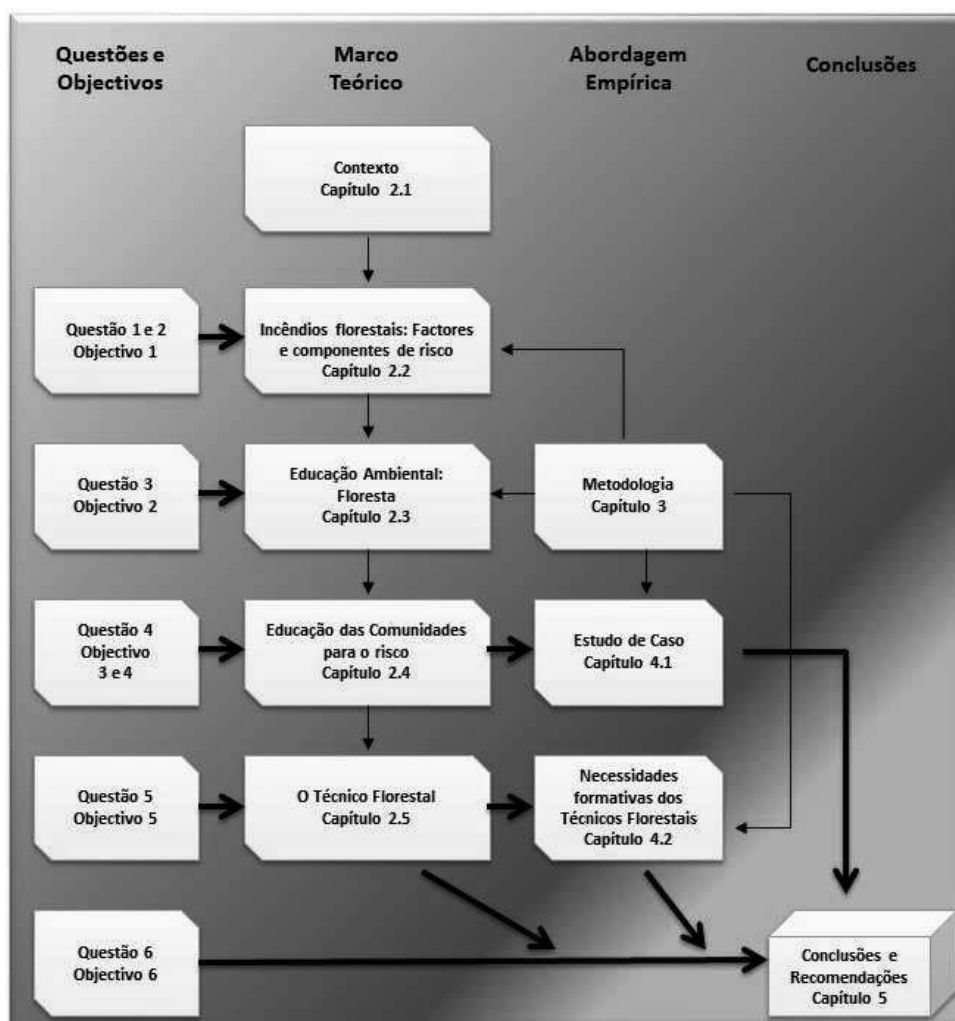 Questões e
Objectivos
Marco
Teórico
Abordagem
Empírica
Conclusões
Contexto
Capítulo 2.1
Questão 1 e 2
Objectivo 1
Incêndios florestais: Factores
e componentes de risco
Capítulo 2.2
Questão 3
Objectivo 2
Educação Ambiental:
Floresta
Capítulo 2.3
Metodologia
Capítulo 3
Questão 4
Objectivo
3 e 4
Educação das Comunidades
para o risco
Capítulo 2.4
Estudo de Caso
Capítulo 4.1
Questão 5
Objectivo 5
O Técnico Florestal
Capítulo 2.5
Necessidades
formativas dos
Técnicos Florestais
Capítulo 4.2
Questão 6
Objectivo 6
Conclusões e
Recomendações
Capítulo 5